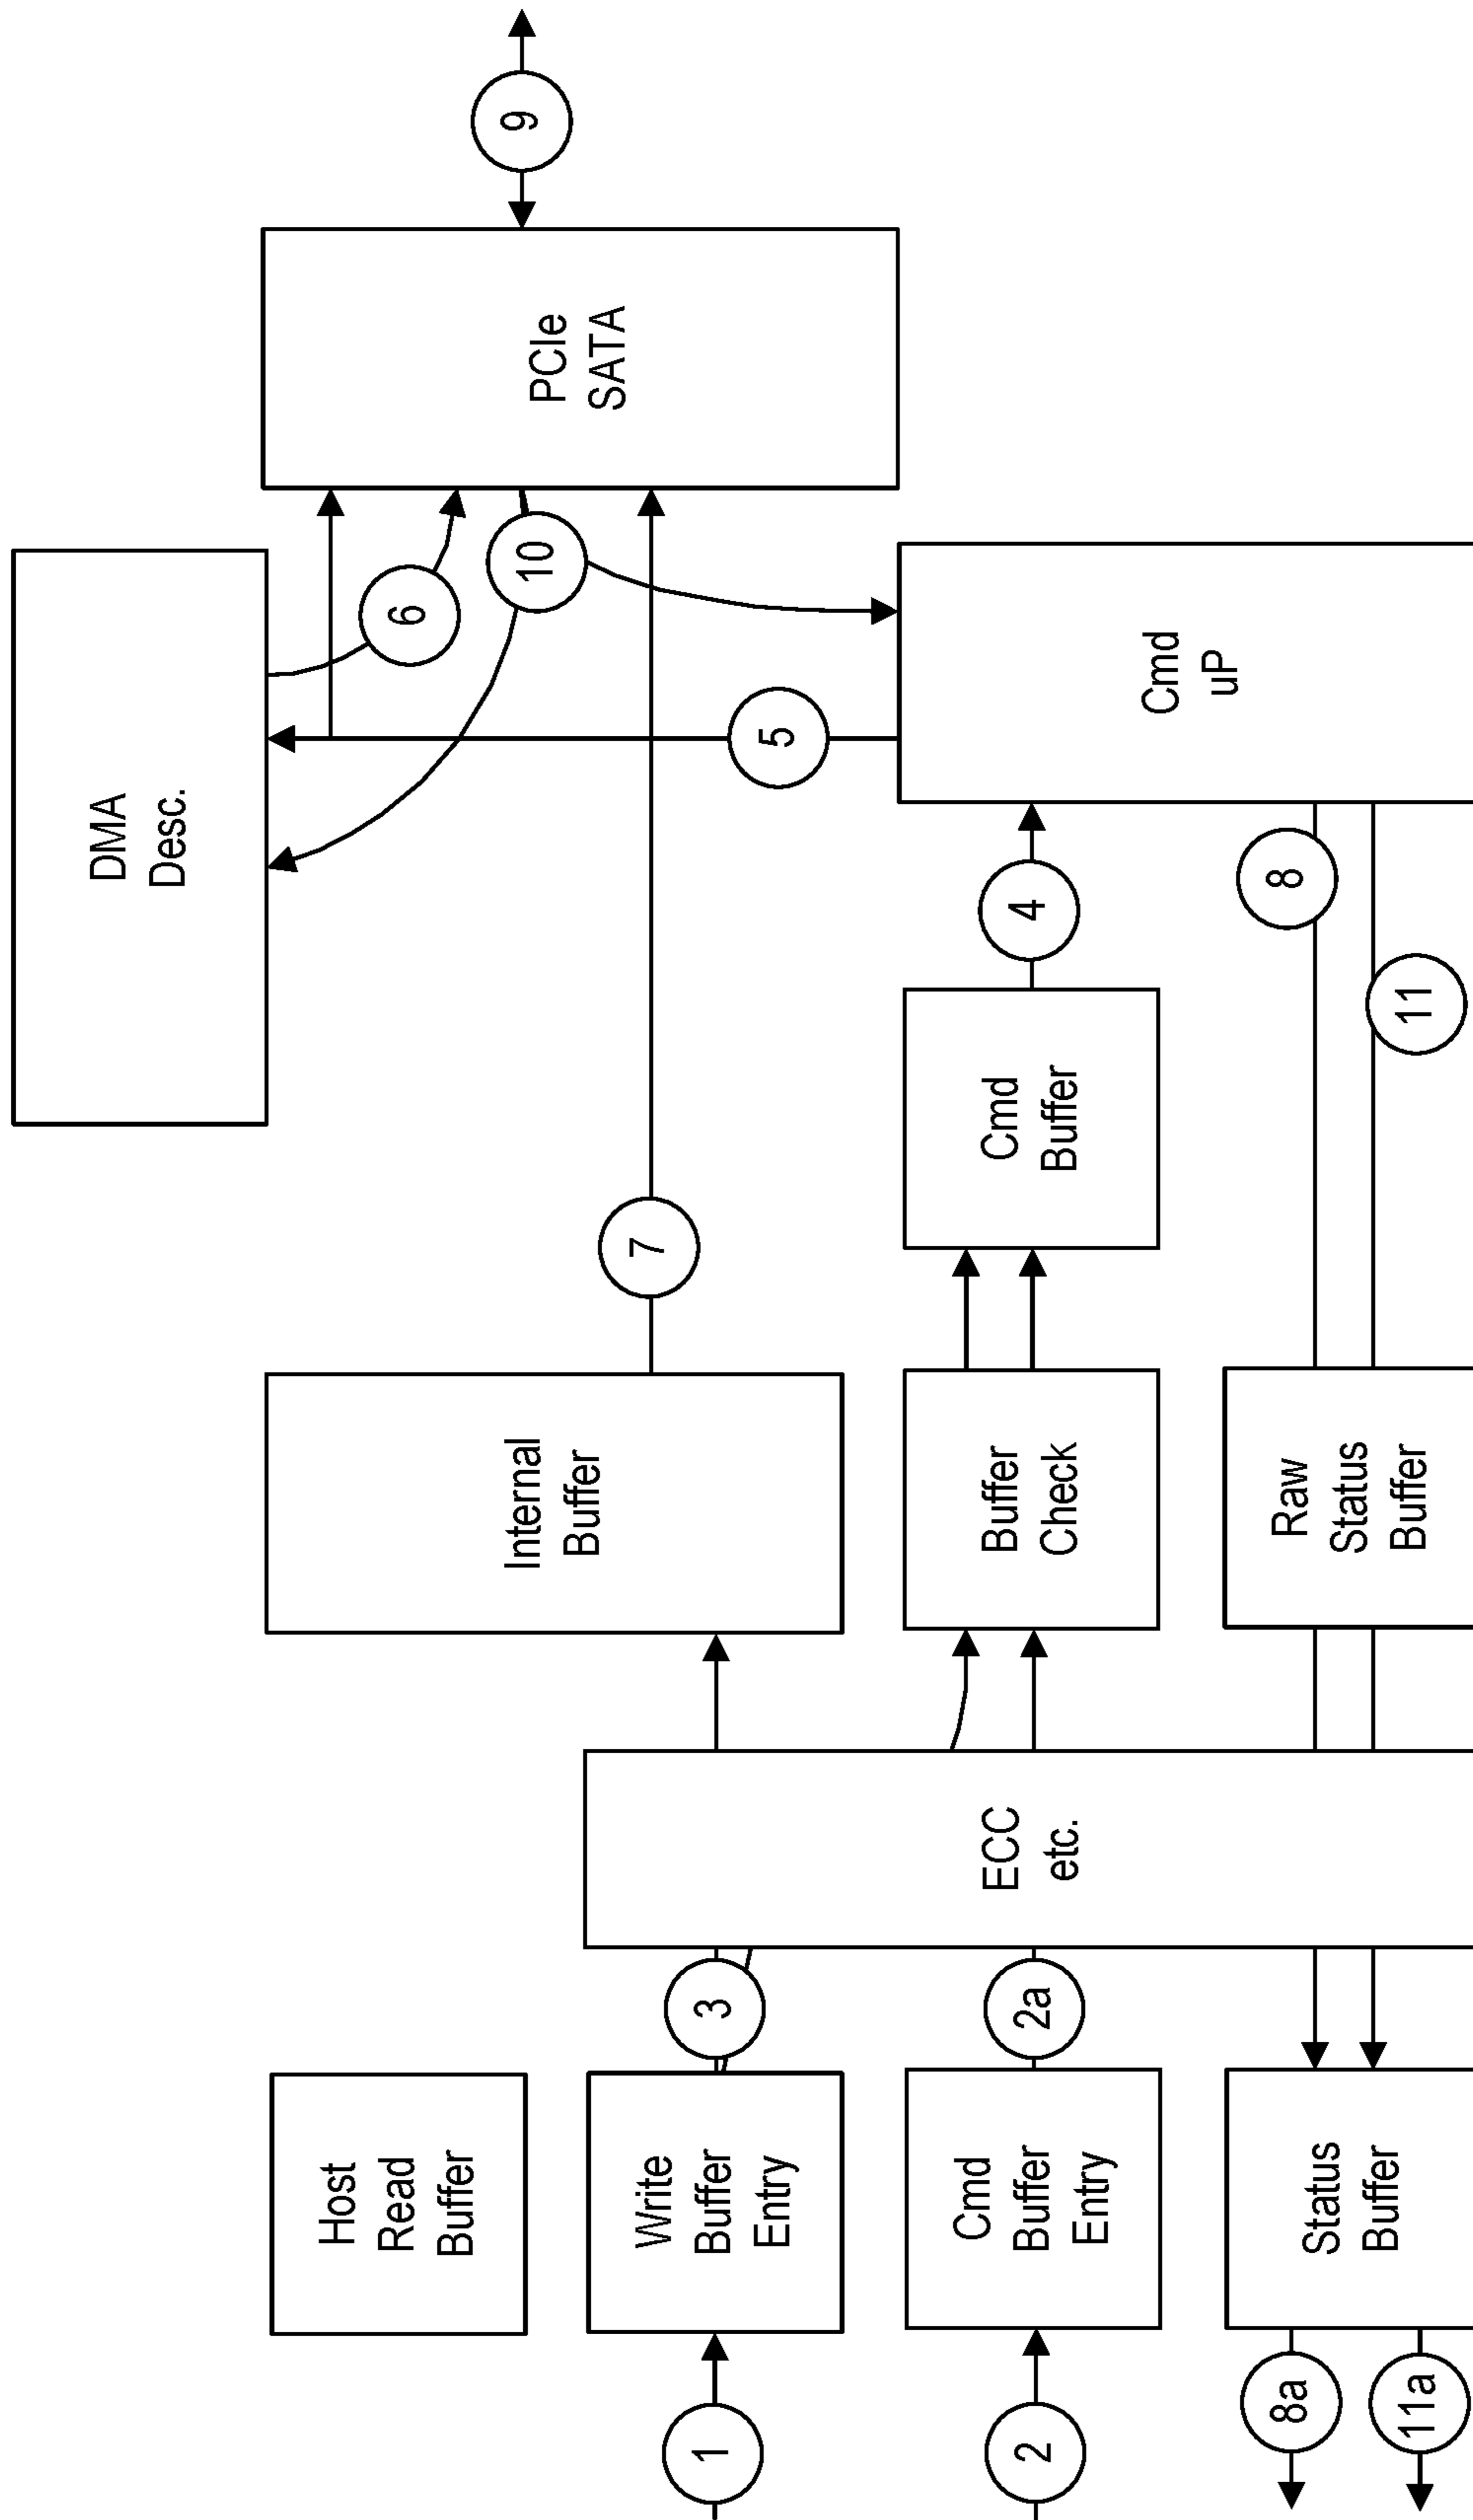 DMA
Desc.
Host
Read
Buffer
Internal
Buffer
PCIe
SATA
6
10
9
1
Write
Buffer
Entry
3
7
5
2
Cmd
Buffer
Entry
2a
ECC
etc.
Buffer
Check
Cmd
Buffer
4
Cmd
uP
8a
11a
Status
Buffer
Raw
Status
Buffer
8
11